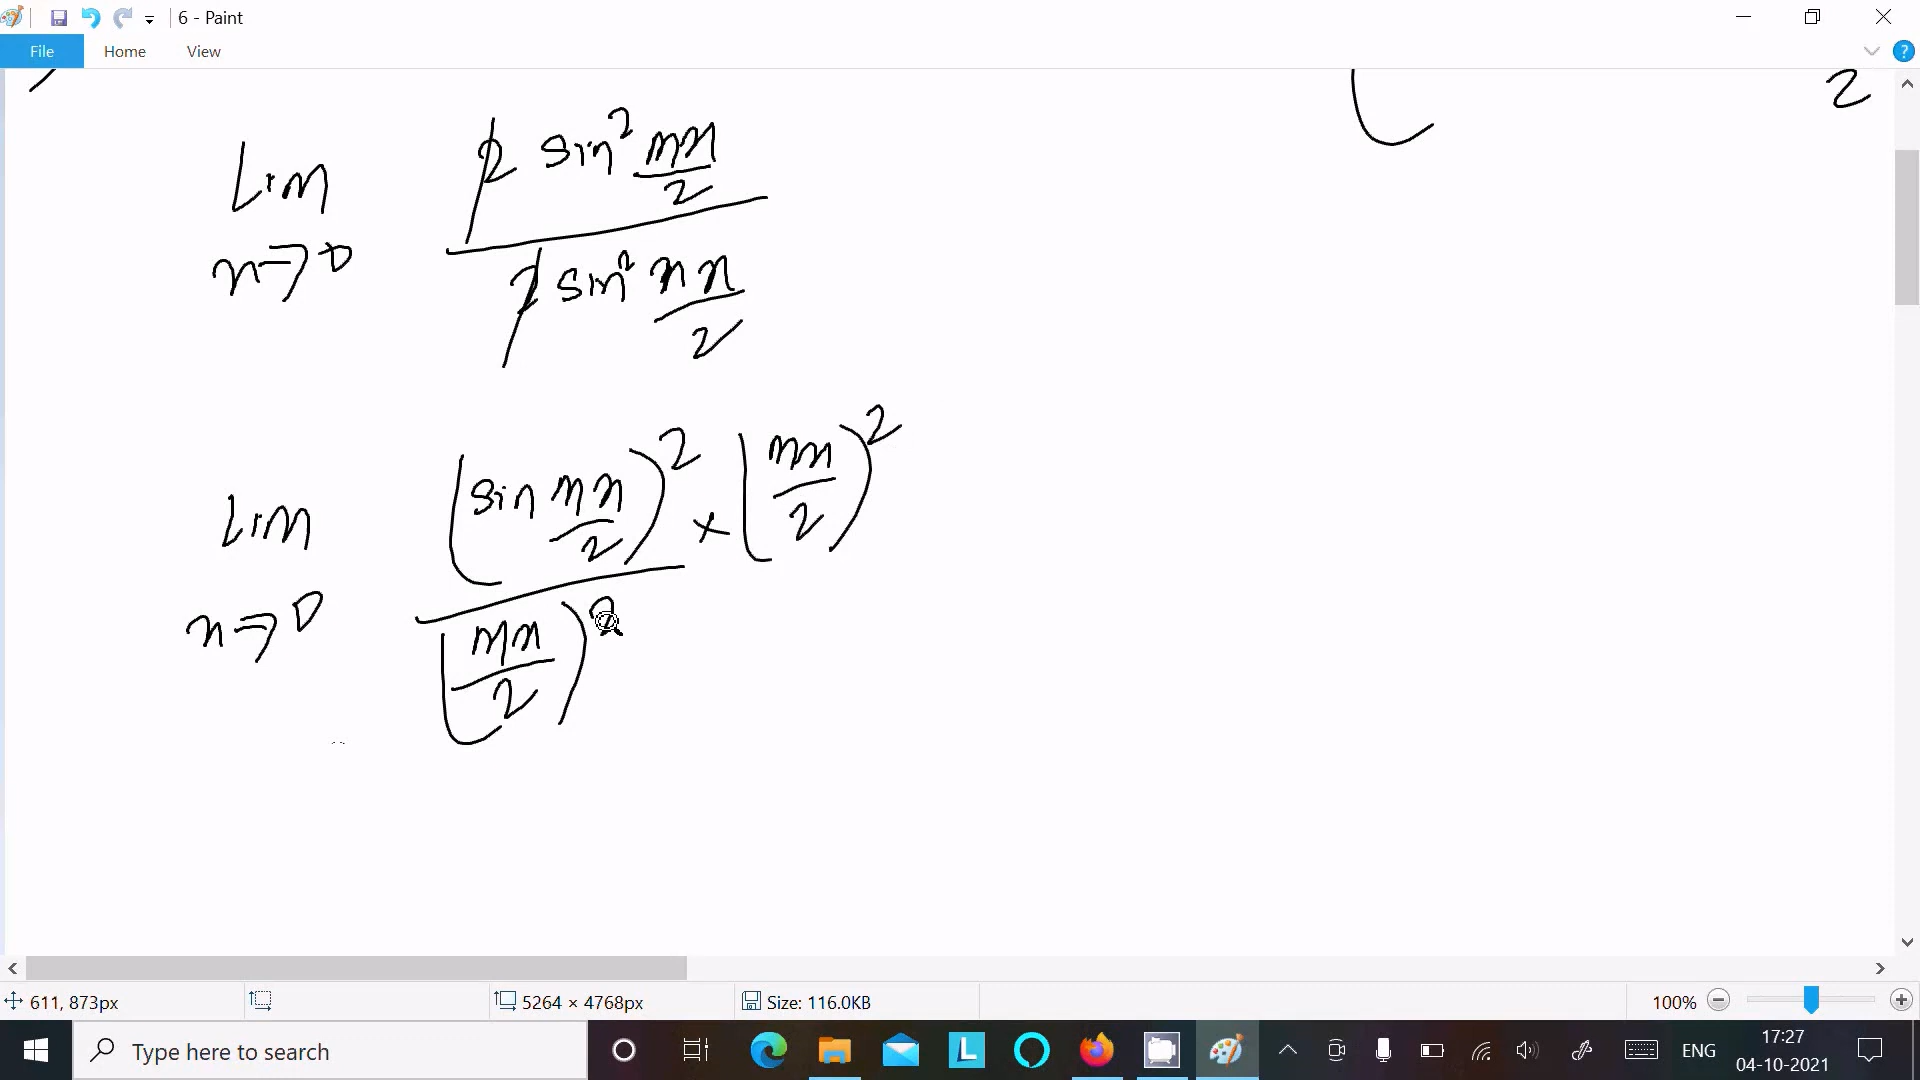 6 - Paint
File Home View
2
Lim 2 sin² mx/2
x→0 2 sin² nx/2
Lim (sin mx/2)² × (mx/2)²
x→0 (mx/2)²
611, 873px 5264 × 4768px Size: 116.0KB 100%
Type here to search
L
ENG
17:27
04-10-2021